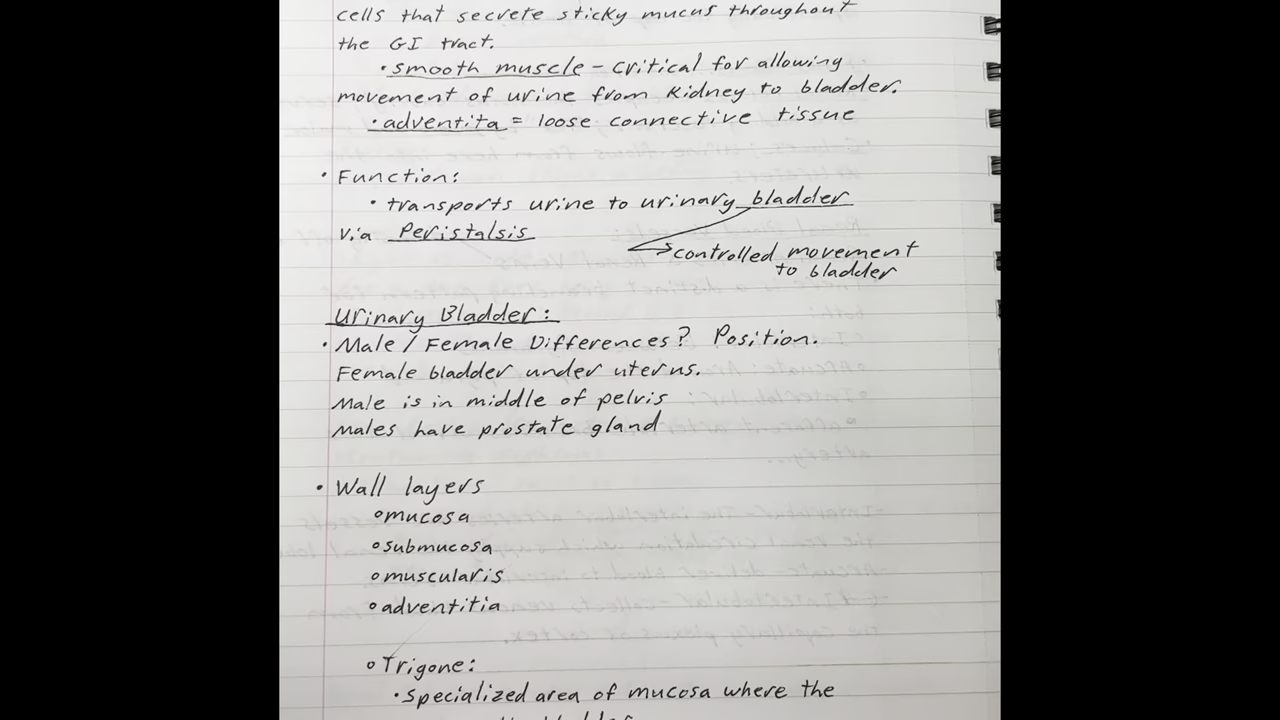 cells that secrete sticky mucus throughout
the GI tract.
• smooth muscle - critical for allowing
movement of urine from kidney to bladder.
• adventita = loose connective tissue
• Function:
• transports urine to urinary bladder
via Peristalsis
controlled movement
to bladder
Urinary Bladder:
• Male / Female Differences? Position.
Female bladder under uterus.
Male is in middle of pelvis
Males have prostate gland
• Wall layers
° mucosa
° submucosa
° muscularis
° adventitia
° Trigone:
• specialized area of mucosa where the